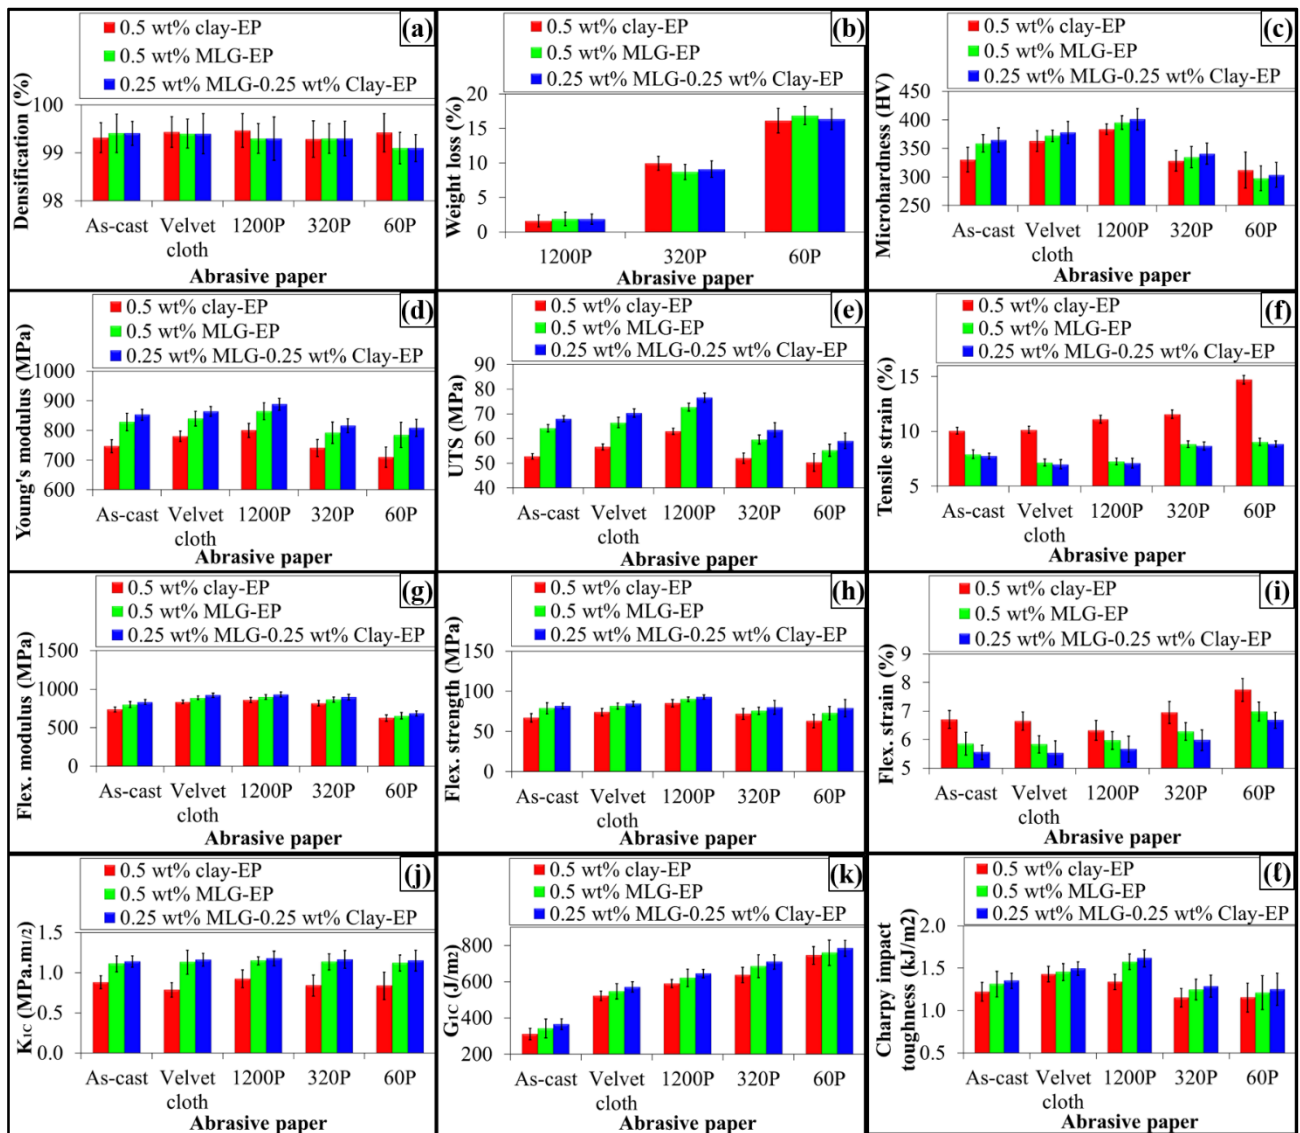 (a)
0.5 wt% clay-EP
0.5 wt% MLG-EP
0.25 wt% MLG-0.25 wt% Clay-EP
Densification (%)
100
99
98
As-cast Velvet cloth 1200P 320P 60P
Abrasive paper
(b)
0.5 wt% clay-EP
0.5 wt% MLG-EP
0.25 wt% MLG-0.25 wt% Clay-EP
Weight loss (%)
20
15
10
5
0
1200P 320P 60P
Abrasive paper
(c)
0.5 wt% clay-EP
0.5 wt% MLG-EP
0.25 wt% MLG-0.25 wt% Clay-EP
Microhardness (HV)
450
400
350
300
250
As-cast Velvet cloth 1200P 320P 60P
Abrasive paper
(d)
0.5 wt% clay-EP
0.5 wt% MLG-EP
0.25 wt% MLG-0.25 wt% Clay-EP
Young's modulus (MPa)
1000
900
800
700
600
As-cast Velvet cloth 1200P 320P 60P
Abrasive paper
(e)
0.5 wt% clay-EP
0.5 wt% MLG-EP
0.25 wt% MLG-0.25 wt% Clay-EP
UTS (MPa)
90
80
70
60
50
40
As-cast Velvet cloth 1200P 320P 60P
Abrasive paper
(f)
0.5 wt% clay-EP
0.5 wt% MLG-EP
0.25 wt% MLG-0.25 wt% Clay-EP
Tensile strain (%)
15
10
5
As-cast Velvet cloth 1200P 320P 60P
Abrasive paper
(g)
0.5 wt% clay-EP
0.5 wt% MLG-EP
0.25 wt% MLG-0.25 wt% Clay-EP
Flex. modulus (MPa)
1500
1000
500
0
As-cast Velvet cloth 1200P 320P 60P
Abrasive paper
(h)
0.5 wt% clay-EP
0.5 wt% MLG-EP
0.25 wt% MLG-0.25 wt% Clay-EP
Flex. strength (MPa)
150
100
50
0
As-cast Velvet cloth 1200P 320P 60P
Abrasive paper
(i)
0.5 wt% clay-EP
0.5 wt% MLG-EP
0.25 wt% MLG-0.25 wt% Clay-EP
Flex. strain (%)
9
8
7
6
5
As-cast Velvet cloth 1200P 320P 60P
Abrasive paper
(j)
0.5 wt% clay-EP
0.5 wt% MLG-EP
0.25 wt% MLG-0.25 wt% Clay-EP
K1C (MPa.m1/2)
1.5
1.0
0.5
0.0
As-cast Velvet cloth 1200P 320P 60P
Abrasive paper
(k)
0.5 wt% clay-EP
0.5 wt% MLG-EP
0.25 wt% MLG-0.25 wt% Clay-EP
G1C (J/m2)
800
600
400
200
As-cast Velvet cloth 1200P 320P 60P
Abrasive paper
(ℓ)
0.5 wt% clay-EP
0.5 wt% MLG-EP
0.25 wt% MLG-0.25 wt% Clay-EP
Charpy impact
toughness (kJ/m2)
2.0
1.5
1.0
0.5
As-cast Velvet cloth 1200P 320P 60P
Abrasive paper